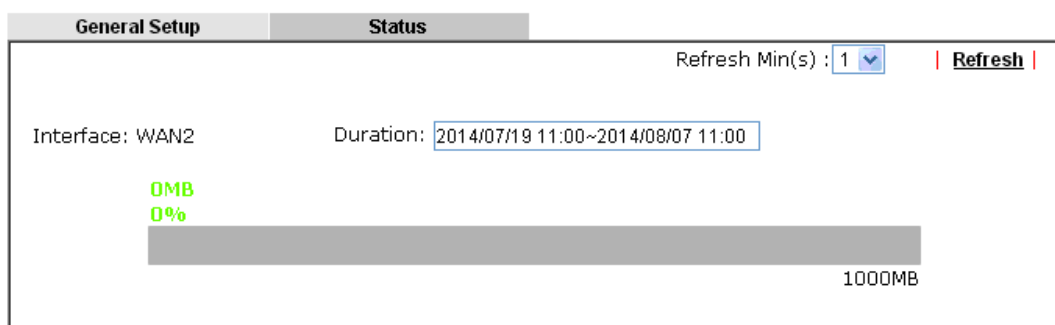 General Setup Status
Refresh Min(s) : 1 | Refresh |
Interface: WAN2 Duration: 2014/07/19 11:00~2014/08/07 11:00
0MB
0%
1000MB